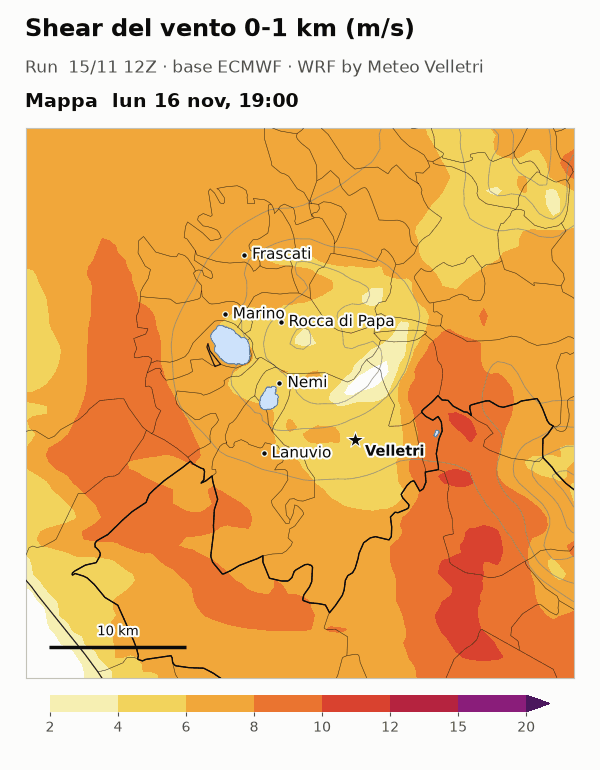 Shear del vento 0-1 km (m/s)
Run  15/11 12Z · base ECMWF · WRF by Meteo Velletri
Mappa  lun 16 nov, 19:00
Frascati
Marino
Rocca di Papa
Nemi
Velletri
Lanuvio
10 km
2 4 6 8 10 12 15 20